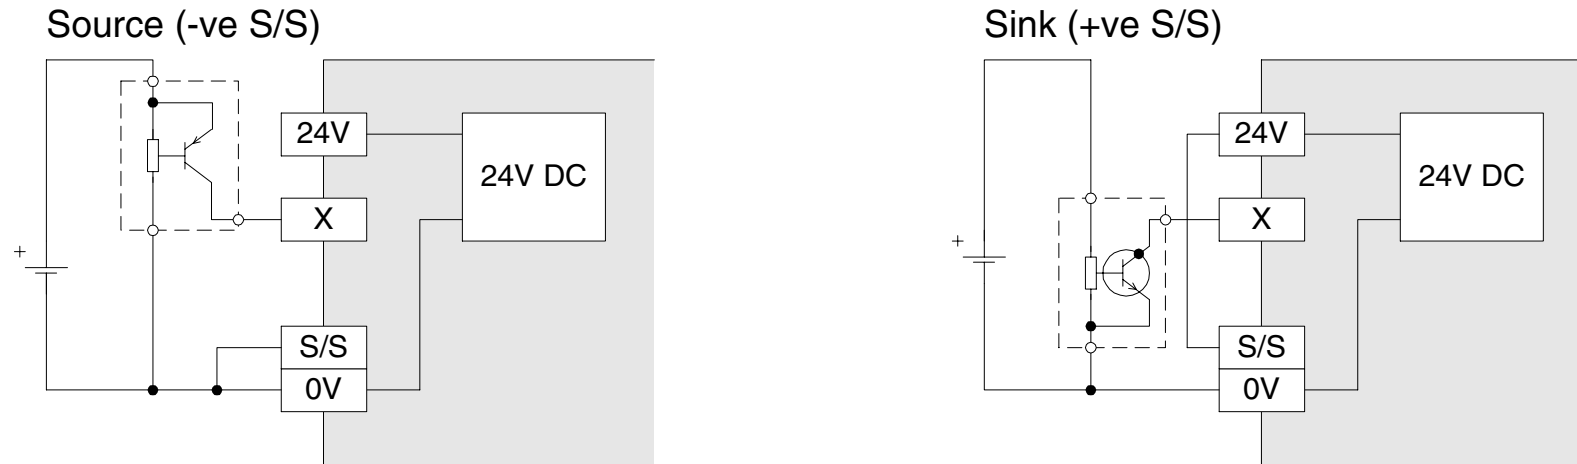 Source (-ve S/S)
24V
24V DC
X
+
S/S
0V
Sink (+ve S/S)
24V
24V DC
X
+
S/S
0V